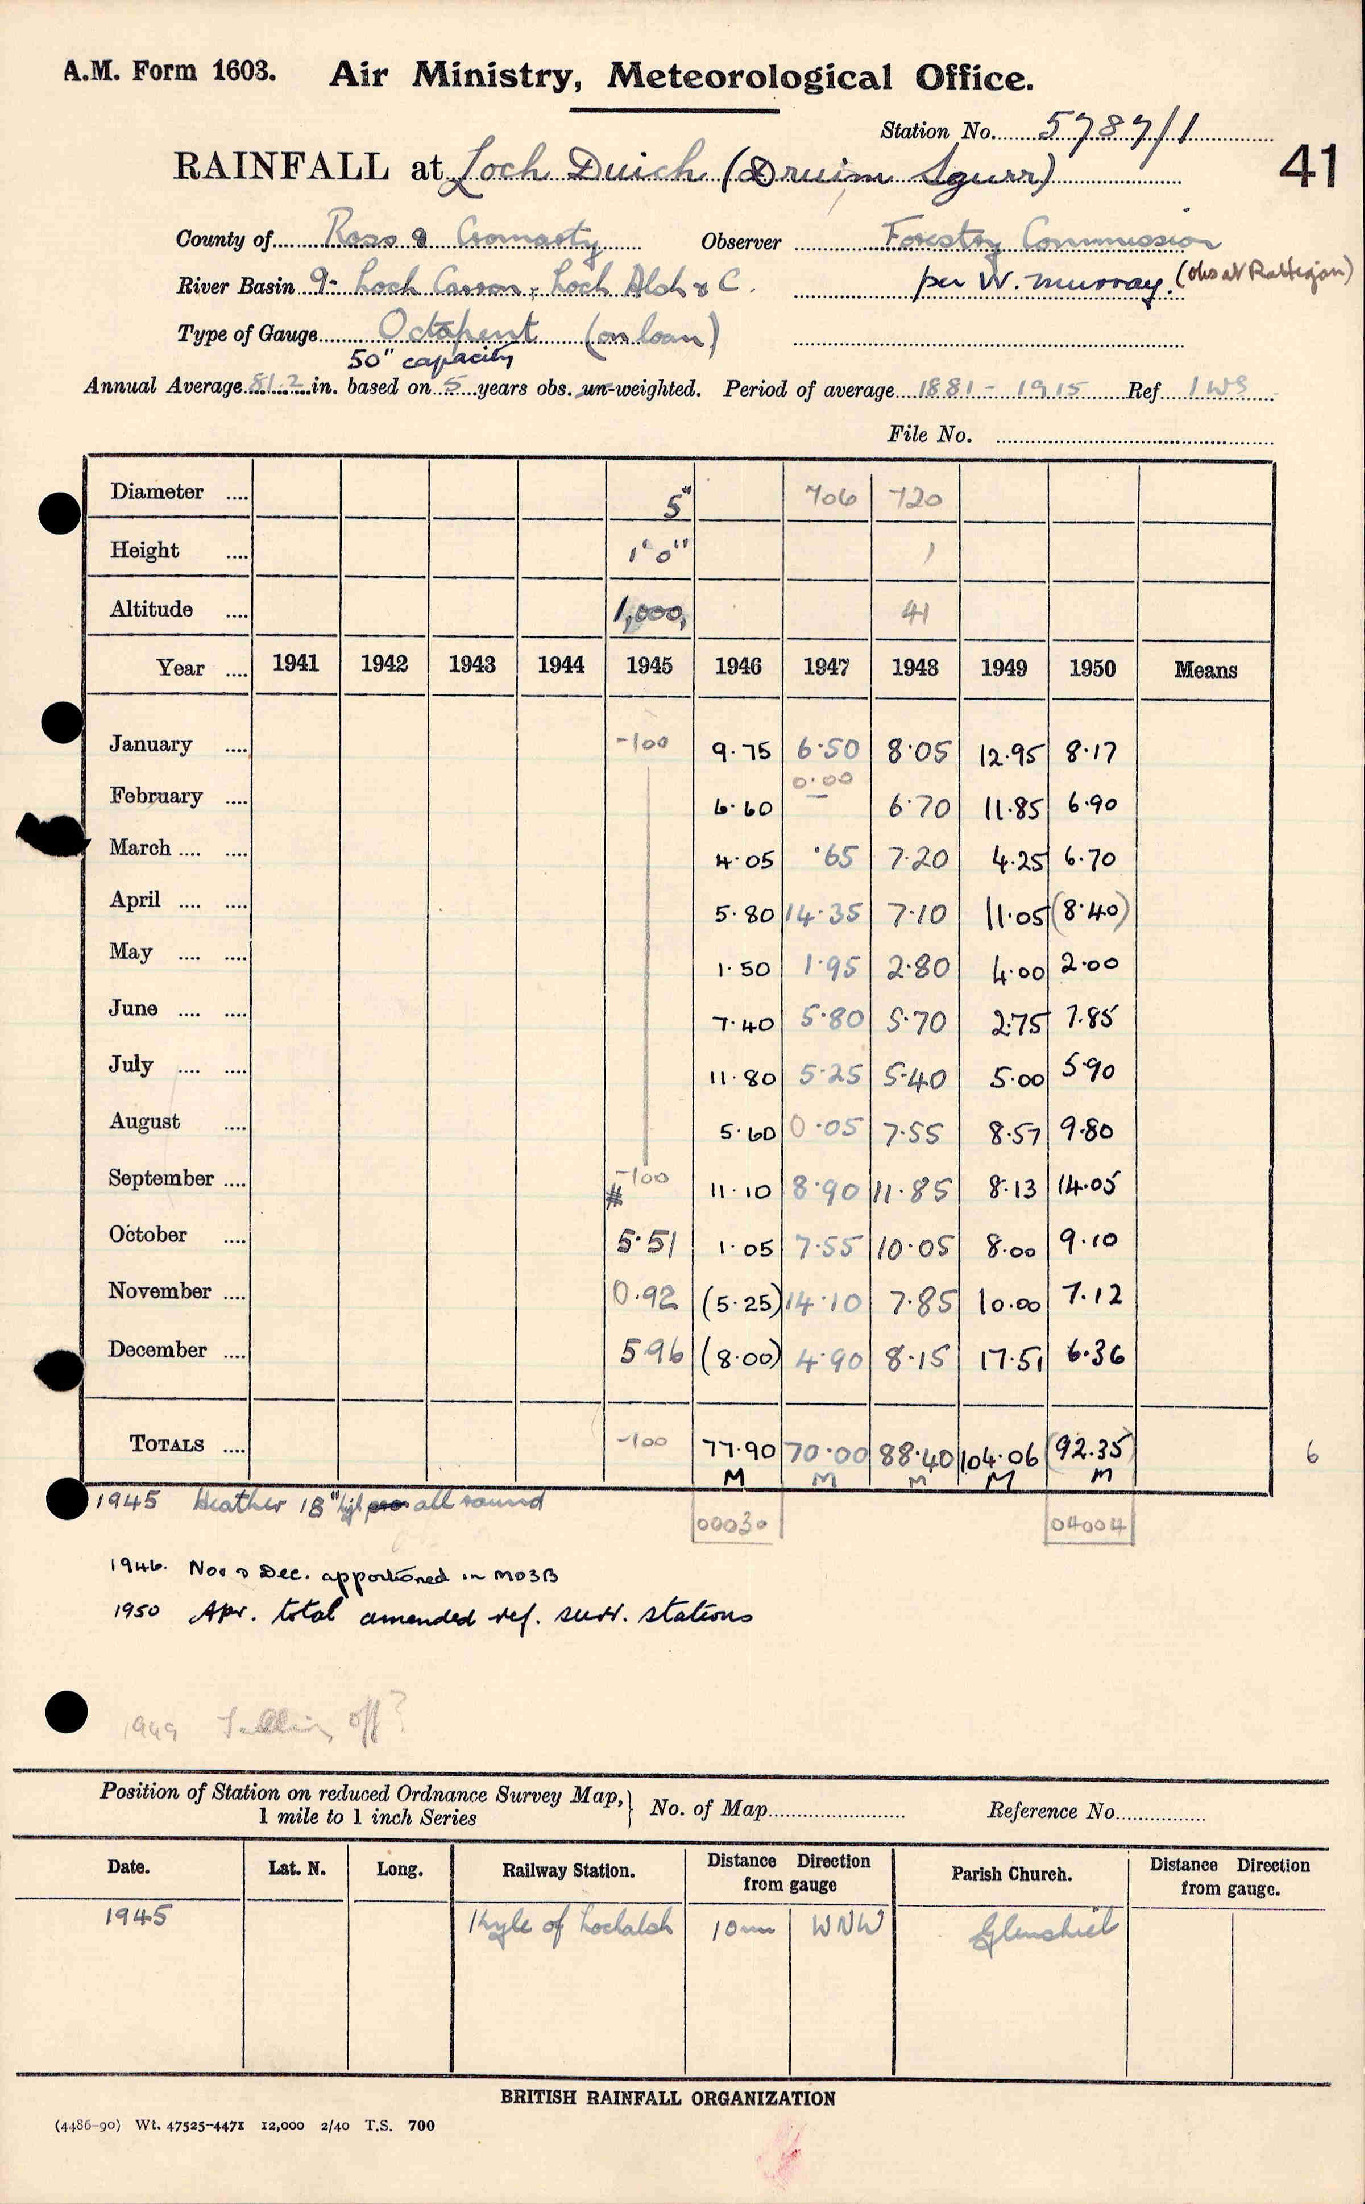 A.M. Form 1603. Air Ministry, Meteorological Office.
Station No. 5787/1
RAINFALL at Loch Duich (Druim Sgurr) 41
County of Ross & Cromarty Observer Forestry Commission
River Basin 9- Loch Carron, Loch Alsh & C. per W. Murray. (obs at Rattagan)
Type of Gauge Octapent (on loan)
50" capacity
Annual Average 81.2 in. based on 5 years obs. un-weighted. Period of average 1881 - 1915 Ref
File No.
Diameter .... 5" 706 720
Height .... 1' 0" 1
Altitude .... 1,000, 41
Year .... 1941 1942 1943 1944 1945 1946 1947 1948 1949 1950 Means
January .... -100 9.75 6.50 8.05 12.95 8.17
February .... 6.60 0.00 — 6.70 11.85 6.90
March .... .... 4.05 .65 7.20 4.25 6.70
April .... .... 5.80 14.35 7.10 11.05 (8.40)
May .... .... 1.50 1.95 2.80 4.00 2.00
June .... .... 7.40 5.80 5.70 2.75 7.85
July .... .... 11.80 5.25 5.40 5.00 5.90
August .... 5.60 0.05 7.55 8.57 9.80
September .... # -100 11.10 8.90 11.85 8.13 14.05
October .... 5.51 1.05 7.55 10.05 8.00 9.10
November .... 0.92 (5.25) 14.10 7.85 10.00 7.12
December .... 5.96 (8.00) 4.90 8.15 17.51 6.36
TOTALS .... -100 77.90 70.00 88.40 104.06 (92.35) 6
M M M M M
1945 Heather 18" high all round
00030 04004
1946. Nov & Dec. apportioned in MO3B
1950 Apr. total amended ref. surr. stations
1949 off?
Position of Station on reduced Ordnance Survey Map, 1 mile to 1 inch Series } No. of Map Reference No.
Date. Lat. N. Long. Railway Station. Distance Direction from gauge Parish Church. Distance Direction from gauge.
1945 Kyle of Lochalsh 10 m WNW Glenshiel
BRITISH RAINFALL ORGANIZATION
(4486-90) Wt. 47525-4471 12,000 2/40 T.S. 700